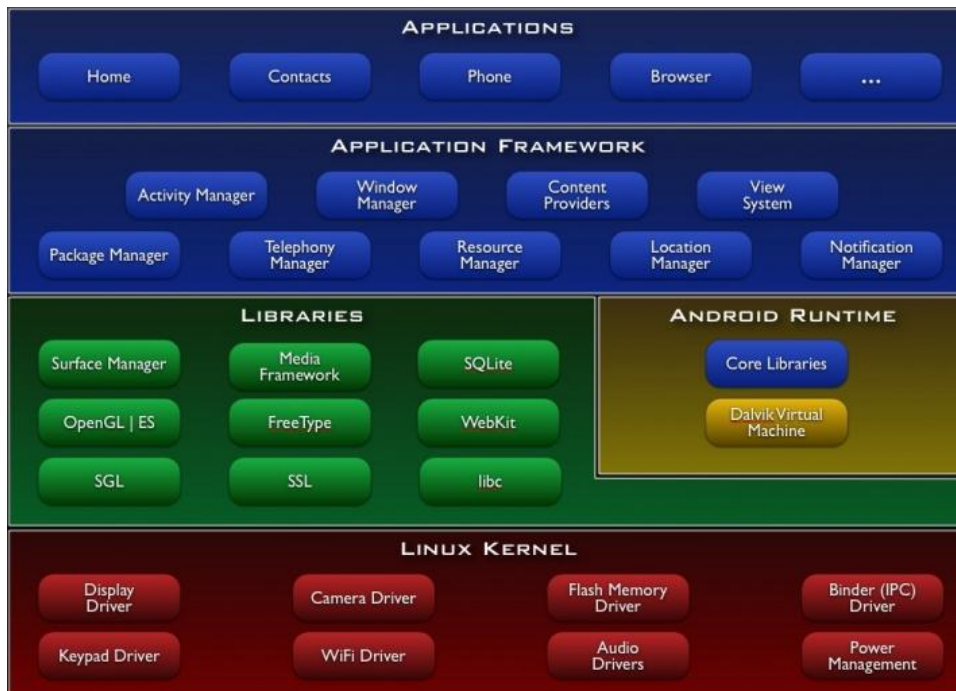 APPLICATIONS
Home
Contacts
Phone
Browser
...
APPLICATION FRAMEWORK
Activity Manager
Window
Manager
Content
Providers
View
System
Package Manager
Telephony
Manager
Resource
Manager
Location
Manager
Notification
Manager
LIBRARIES
Surface Manager
Media
Framework
SQLite
OpenGL | ES
FreeType
WebKit
SGL
SSL
libc
ANDROID RUNTIME
Core Libraries
Dalvik Virtual
Machine
LINUX KERNEL
Display
Driver
Camera Driver
Flash Memory
Driver
Binder (IPC)
Driver
Keypad Driver
WiFi Driver
Audio
Drivers
Power
Management